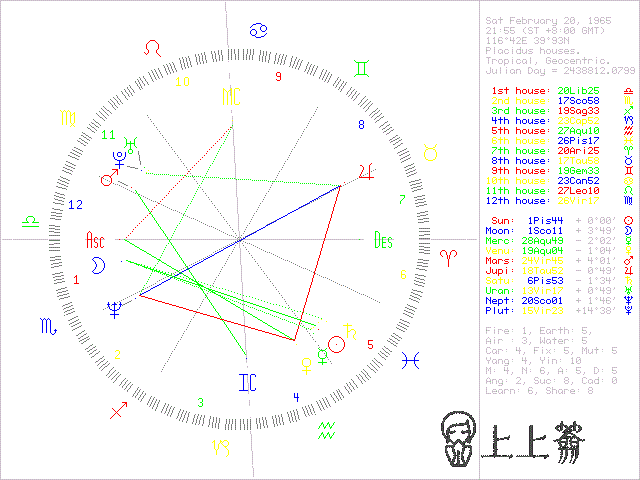 Sat February 20, 1965
21:55 (ST +8:00 GMT)
116°42E 39°93N
Placidus houses.
Tropical, Geocentric.
Julian Day = 2438812.0799
1st house: 20Lib25
2nd house: 17Sco58
3rd house: 19Sag33
4th house: 23Cap52
5th house: 27Aqu10
6th house: 26Pis17
7th house: 20Ari25
8th house: 17Tau58
9th house: 19Gem33
10th house: 23Can52
11th house: 27Leo10
12th house: 26Vir17
Sun: 1Pis44 + 0°00'
Moon: 1Sco11 + 3°49'
Merc: 28Aqu49 - 2°02'
Venu: 19Aqu04 - 1°04'
Mars: 24Vir46 + 4°01'
Jupi: 18Tau52 - 0°49'
Satu: 6Pis53 - 1°34'
Uran: 13Vir17 + 0°49'
Nept: 20Sco01 + 1°46'
Plut: 15Vir23 +14°38'
Fire: 1, Earth: 5,
Air : 3, Water: 5
Car: 4, Fix: 5, Mut: 5
Yang: 4, Yin: 10
M: 4, N: 6, A: 5, D: 5
Ang: 2, Suc: 8, Cad: 0
Learn: 6, Share: 8
MC
Asc
Des
IC
1
2
3
4
5
6
7
8
9
10
11
12
上上